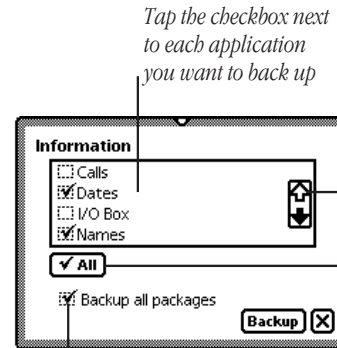 Tap the checkbox next
to each application
you want to back up
Information
Calls
Dates
I/O Box
Names
All
Backup all packages
Backup